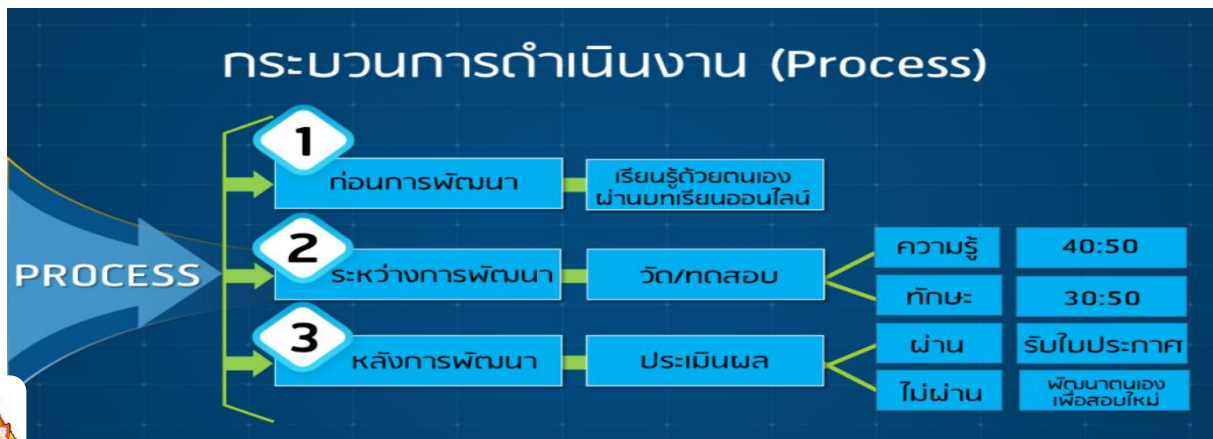 กระบวนการดำเนินงาน (Process)
PROCESS
1
ก่อนการพัฒนา
เรียนรู้ด้วยตนเอง
ผ่านบทเรียนออนไลน์
2
ระหว่างการพัฒนา
วัด/ทดสอบ
ความรู้
40:50
ทักษะ
30:50
3
หลังการพัฒนา
ประเมินผล
ผ่าน
รับใบประกาศ
ไม่ผ่าน
พัฒนาตนเอง
เพื่อสอบใหม่